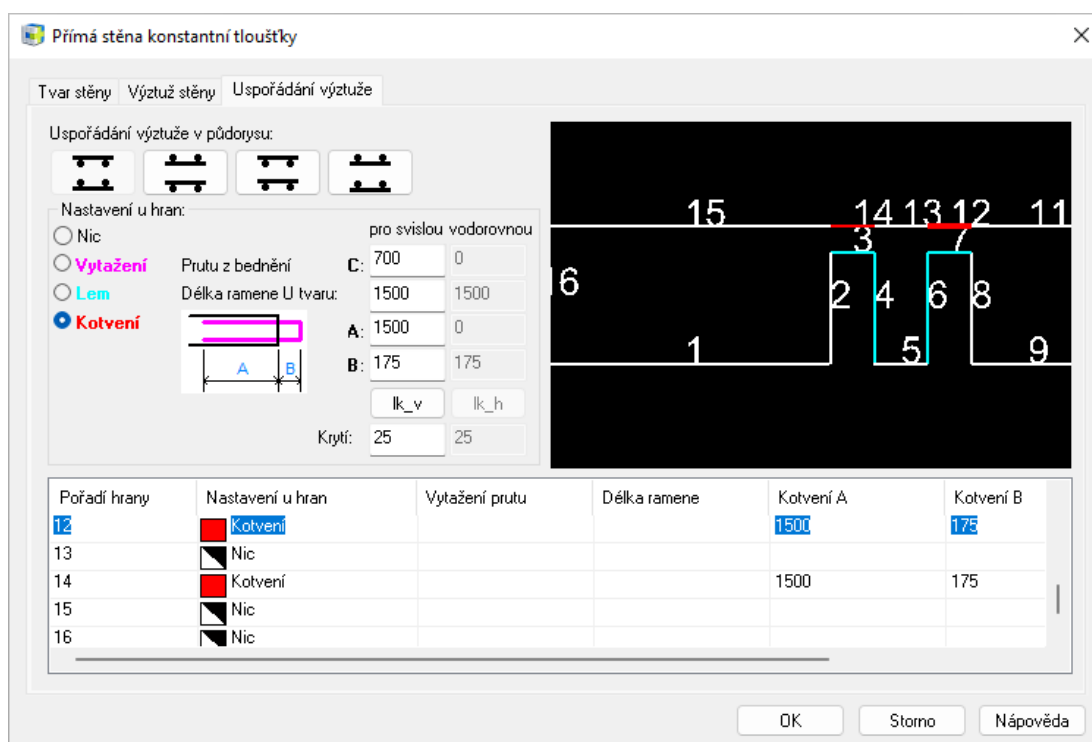 Přímá stěna konstantní tloušťky
Tvar stěny Výztuž stěny Uspořádání výztuže
Uspořádání výztuže v půdorysu:
Nastavení u hran:
pro svislou vodorovnou
Nic
Vytažení Prutu z bednění C: 700 0
Lem Délka ramene U tvaru: 1500 1500
Kotvení A: 1500 0
A B B: 175 175
lk_v lk_h
Krytí: 25 25
15 14 13 12 11
3 7
16 2 4 6 8
1 5 9
Pořadí hrany Nastavení u hran Vytažení prutu Délka ramene Kotvení A Kotvení B
12 Kotvení 1500 175
13 Nic
14 Kotvení 1500 175
15 Nic
16 Nic
OK Storno Nápověda